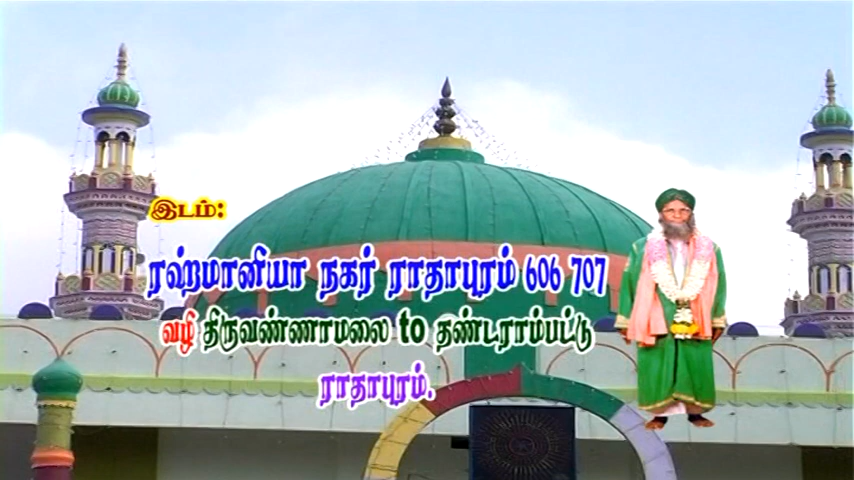 இடம்:
ரஹ்மானியா நகர் ராதாபுரம் 606 707
வழி திருவண்ணாமலை to தண்டராம்பட்டு
ராதாபுரம்.